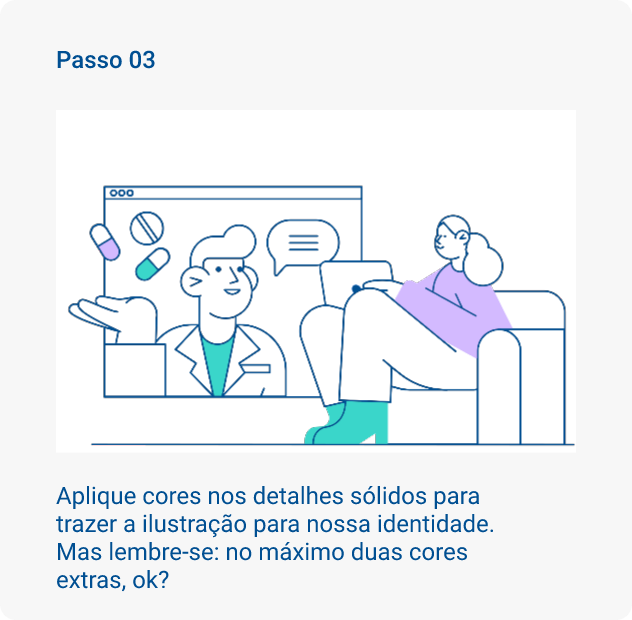 Passo 03
Aplique cores nos detalhes sólidos para
trazer a ilustração para nossa identidade.
Mas lembre-se: no máximo duas cores
extras, ok?